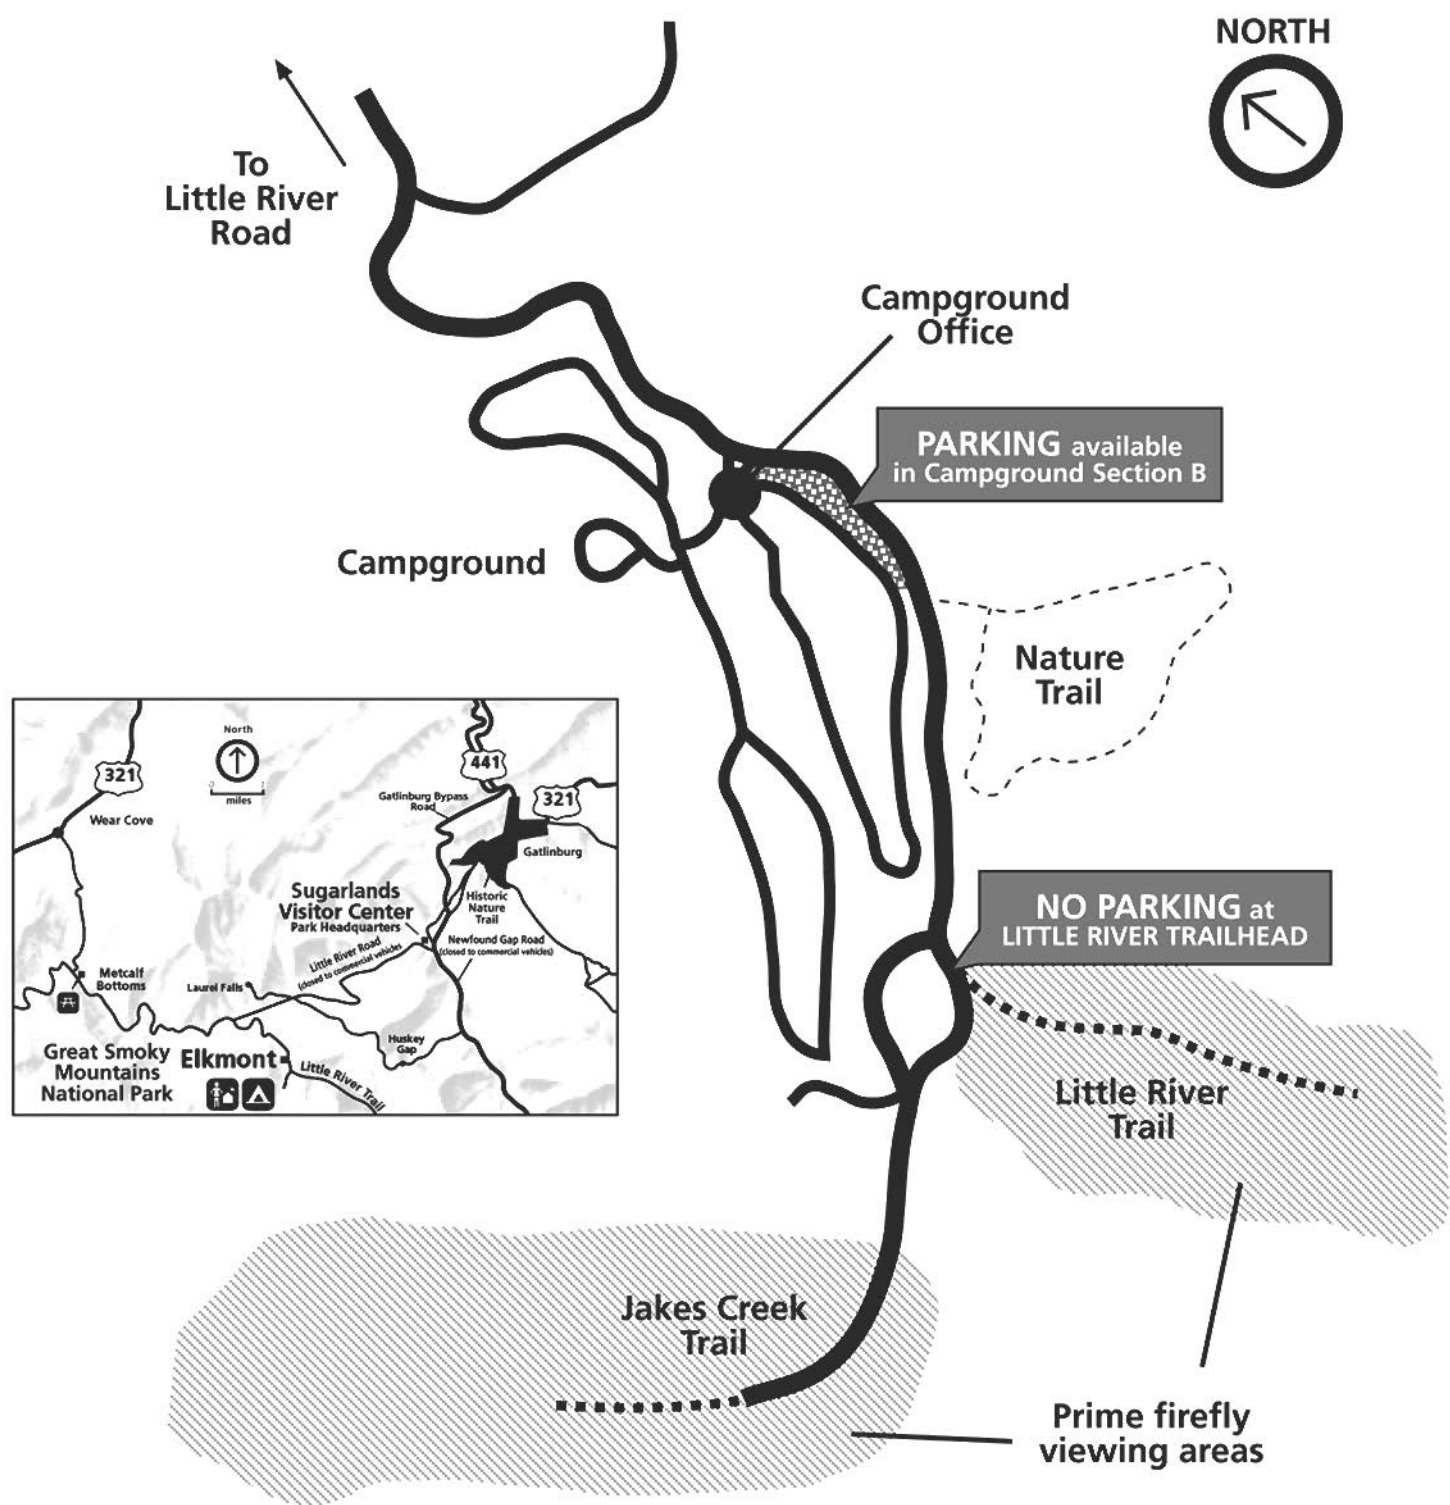 NORTH
To
Little River
Road
Campground
Office
PARKING available
in Campground Section B
Campground
Nature
Trail
North
0
1
miles
321
441
321
Gatlinburg Bypass
Road
Wear Cove
Gatlinburg
Sugarlands
Visitor Center
Park Headquarters
Historic
Nature
Trail
Newfound Gap Road
(closed to commercial vehicles)
Little River Road
(closed to commercial vehicles)
Metcalf
Bottoms
Laurel Falls
Huskey
Gap
Great Smoky
Mountains
National Park
Elkmont
Little River Trail
NO PARKING at
LITTLE RIVER TRAILHEAD
Little River
Trail
Jakes Creek
Trail
Prime firefly
viewing areas